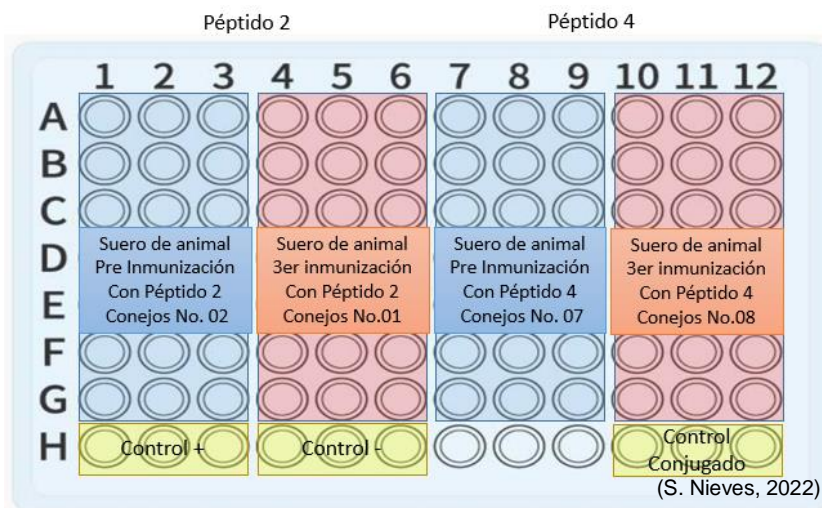 Péptido 2 Péptido 4
1 2 3 4 5 6 7 8 9 10 11 12
A
B
C
D
E
F
G
H
Suero de animal
Pre Inmunización
Con Péptido 2
Conejos No. 02
Suero de animal
3er inmunización
Con Péptido 2
Conejos No.01
Suero de animal
Pre Inmunización
Con Péptido 4
Conejos No. 07
Suero de animal
3er inmunización
Con Péptido 4
Conejos No.08
Control +
Control -
Control
Conjugado
(S. Nieves, 2022)